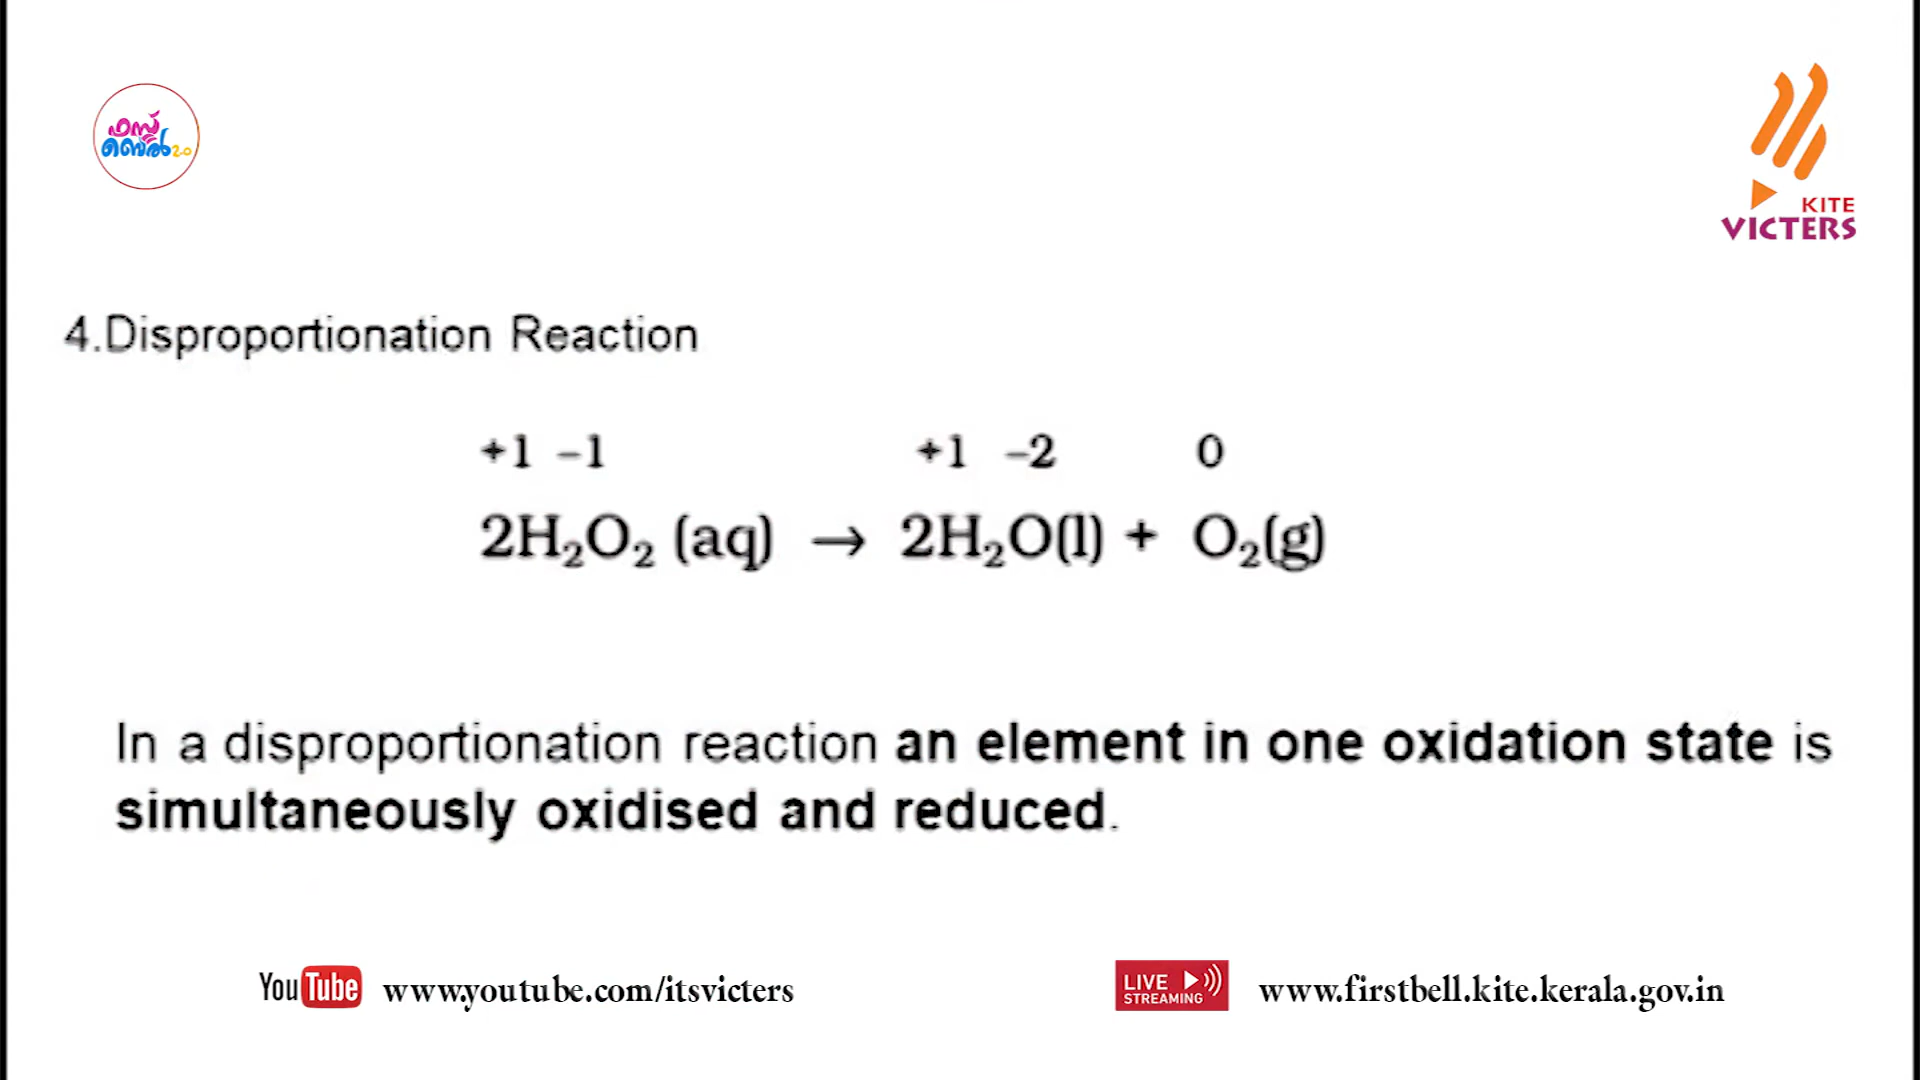 ഫസ്റ്റ്
ബെൽ 2.0
KITE
VICTERS
4.Disproportionation Reaction
+1 –1 +1 –2 0
2H₂O₂ (aq) → 2H₂O(l) + O₂(g)
In a disproportionation reaction an element in one oxidation state is
simultaneously oxidised and reduced.
YouTube www.youtube.com/itsvicters
LIVE STREAMING www.firstbell.kite.kerala.gov.in